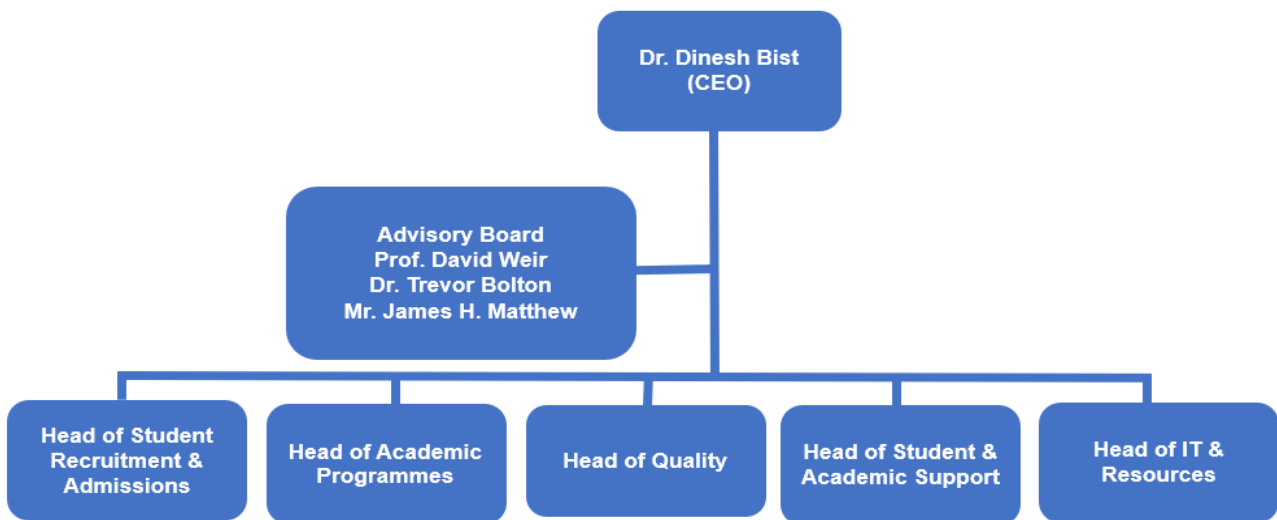 Dr. Dinesh Bist
(CEO)
Advisory Board
Prof. David Weir
Dr. Trevor Bolton
Mr. James H. Matthew
Head of Student
Recruitment &
Admissions
Head of Academic
Programmes
Head of Quality
Head of Student &
Academic Support
Head of IT &
Resources